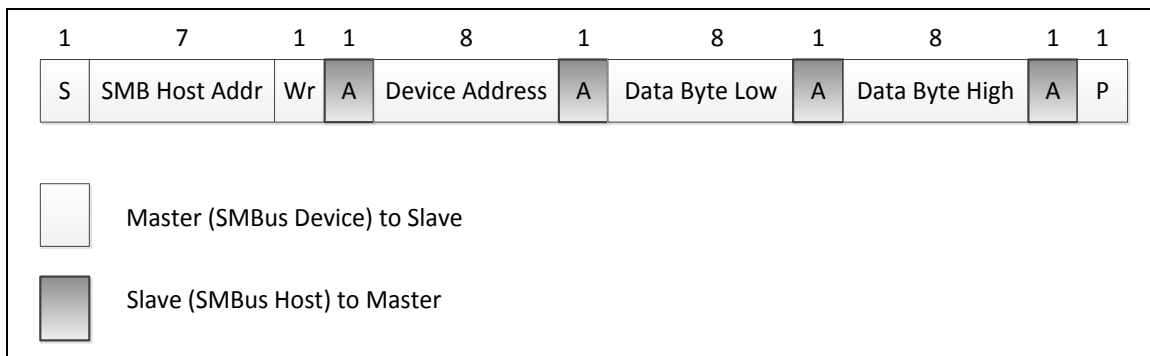 1 7 1 1 8 1 8 1 8 1 1
S SMB Host Addr Wr A Device Address A Data Byte Low A Data Byte High A P
Master (SMBus Device) to Slave
Slave (SMBus Host) to Master